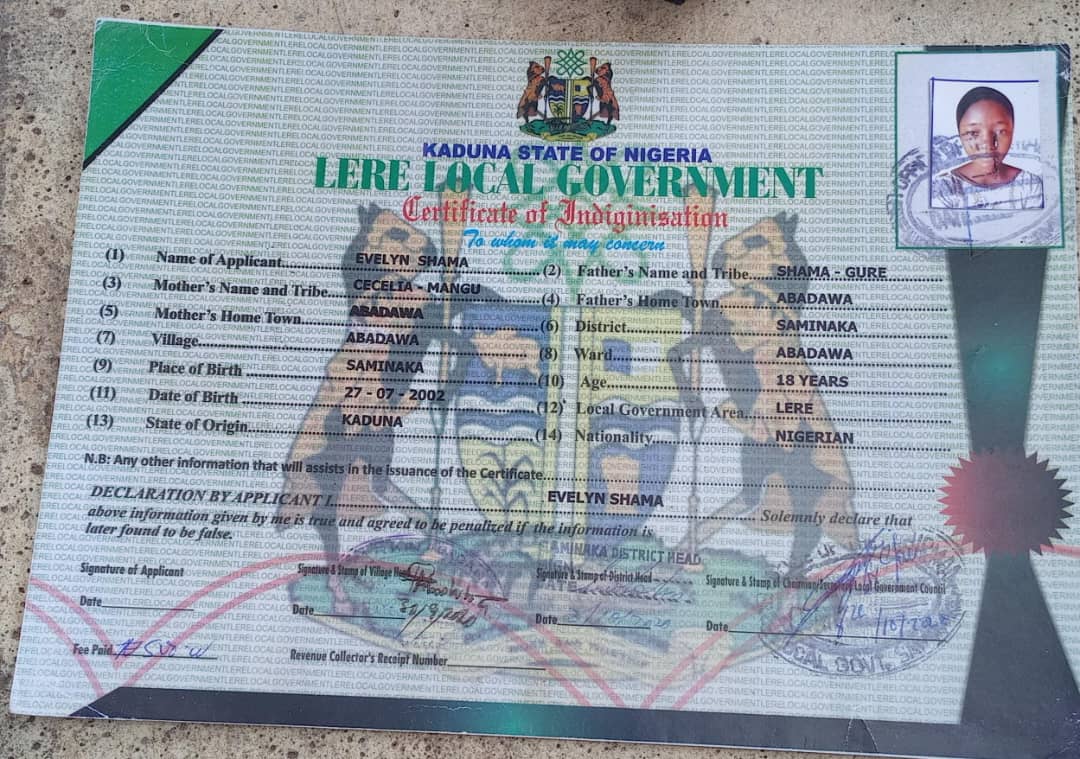 KADUNA STATE OF NIGERIA
LERE LOCAL GOVERNMENT
Certificate of Indiginisation
To whom it may concern
(1) Name of Applicant EVELYN SHAMA
(2) Father's Name and Tribe SHAMA - GURE
(3) Mother's Name and Tribe CECELIA - MANGU
(4) Father's Home Town ABADAWA
(5) Mother's Home Town ABADAWA
(6) District SAMINAKA
(7) Village ABADAWA
(8) Ward ABADAWA
(9) Place of Birth SAMINAKA
(10) Age 18 YEARS
(11) Date of Birth 27 - 07 - 2002
(12) Local Government Area LERE
(13) State of Origin KADUNA
(14) Nationality NIGERIAN
N.B: Any other information that will assists in the issuance of the Certificate
DECLARATION BY APPLICANT I EVELYN SHAMA Solemnly declare that
above information given by me is true and agreed to be penalized if the information is
later found to be false.
SAMINAKA DISTRICT HEAD
Signature of Applicant
Signature & Stamp of Village Head
Signature & Stamp of District Head
Signature & Stamp of Chairman/Secretary Local Government Council
Date
Date
Date
Date
Fee Paid
Revenue Collector's Receipt Number